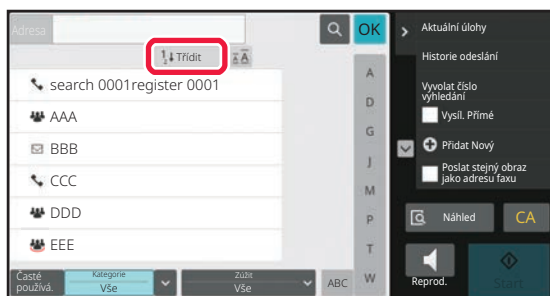 Adresa
OK
Třídit
search 0001register 0001
AAA
BBB
CCC
DDD
EEE
A
D
G
J
M
P
T
W
Časté
používá.
Kategorie
Vše
Zúžit
Vše
ABC
Aktuální úlohy
Historie odeslání
Vyvolat číslo
vyhledání
Vysíl. Přímé
Přidat Nový
Poslat stejný obraz
jako adresu faxu
Náhled
CA
Reprod.
Start